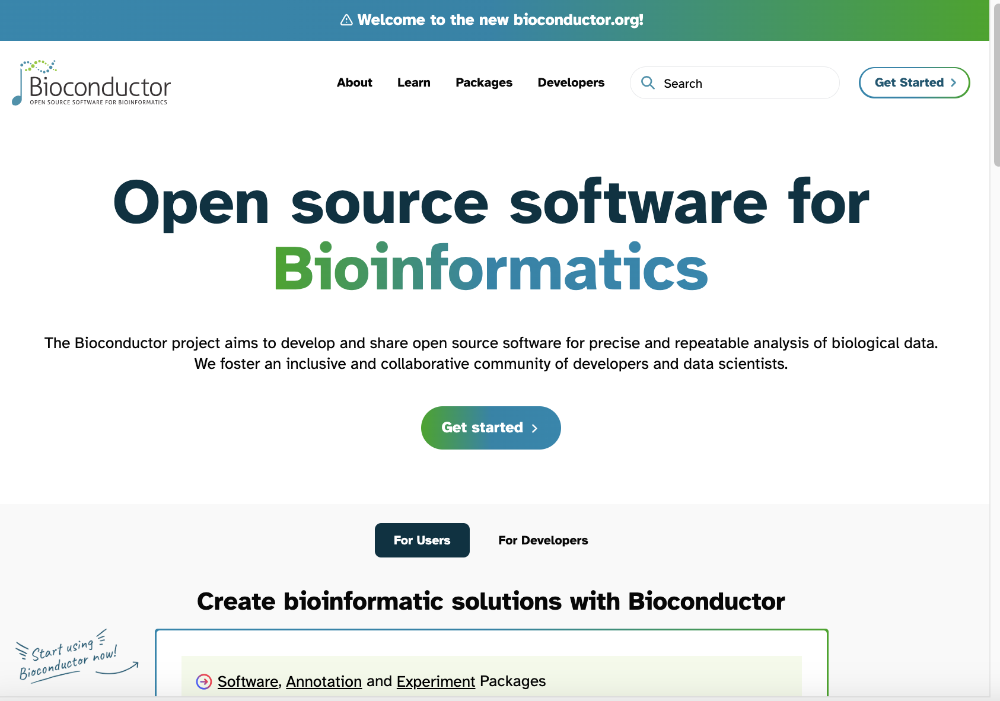 Welcome to the new bioconductor.org!
Bioconductor
OPEN SOURCE SOFTWARE FOR BIOINFORMATICS
About
Learn
Packages
Developers
Search
Get Started
Open source software for
Bioinformatics
The Bioconductor project aims to develop and share open source software for precise and repeatable analysis of biological data.
We foster an inclusive and collaborative community of developers and data scientists.
Get started
For Users
For Developers
Create bioinformatic solutions with Bioconductor
Start using
Bioconductor now!
Software, Annotation and Experiment Packages